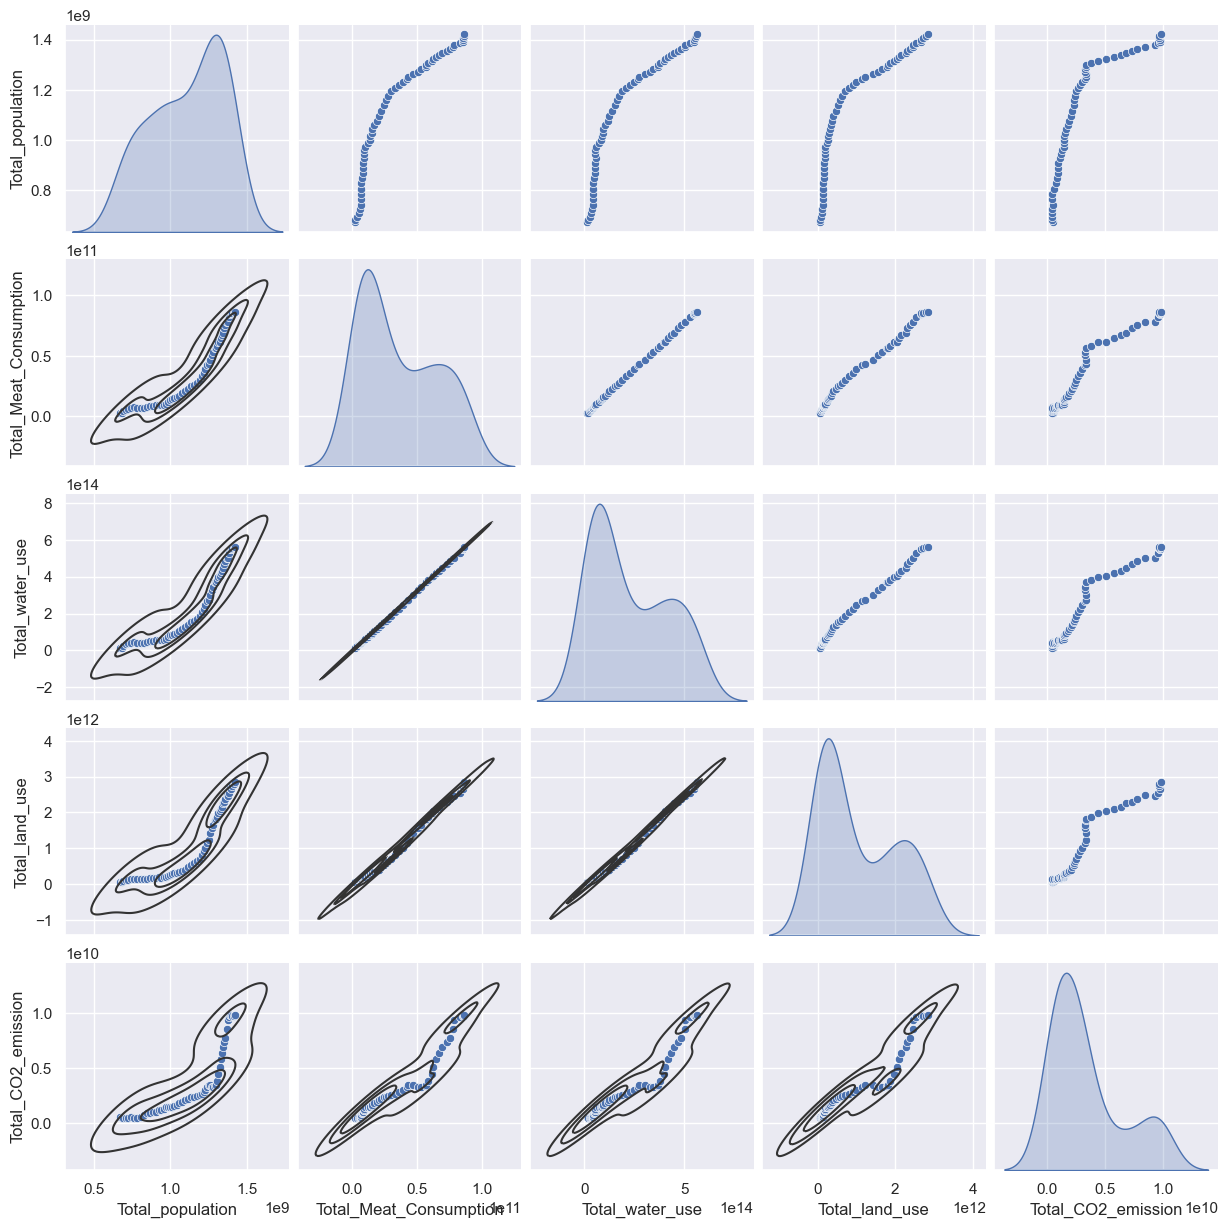 1e9
1.4
1.2
1.0
0.8
Total_population
1e11
1.0
0.5
0.0
Total_Meat_Consumption
1e14
8
6
4
2
0
−2
Total_water_use
1e12
4
3
2
1
0
−1
Total_land_use
1e10
1.0
0.5
0.0
Total_CO2_emission
0.5 1.0 1.5 0.0 0.5 1.0 0 5 0 2 4 0.0 0.5 1.0
Total_population 1e9 Total_Meat_Consumption 1e11 Total_water_use 1e14 Total_land_use 1e12 Total_CO2_emission 1e10